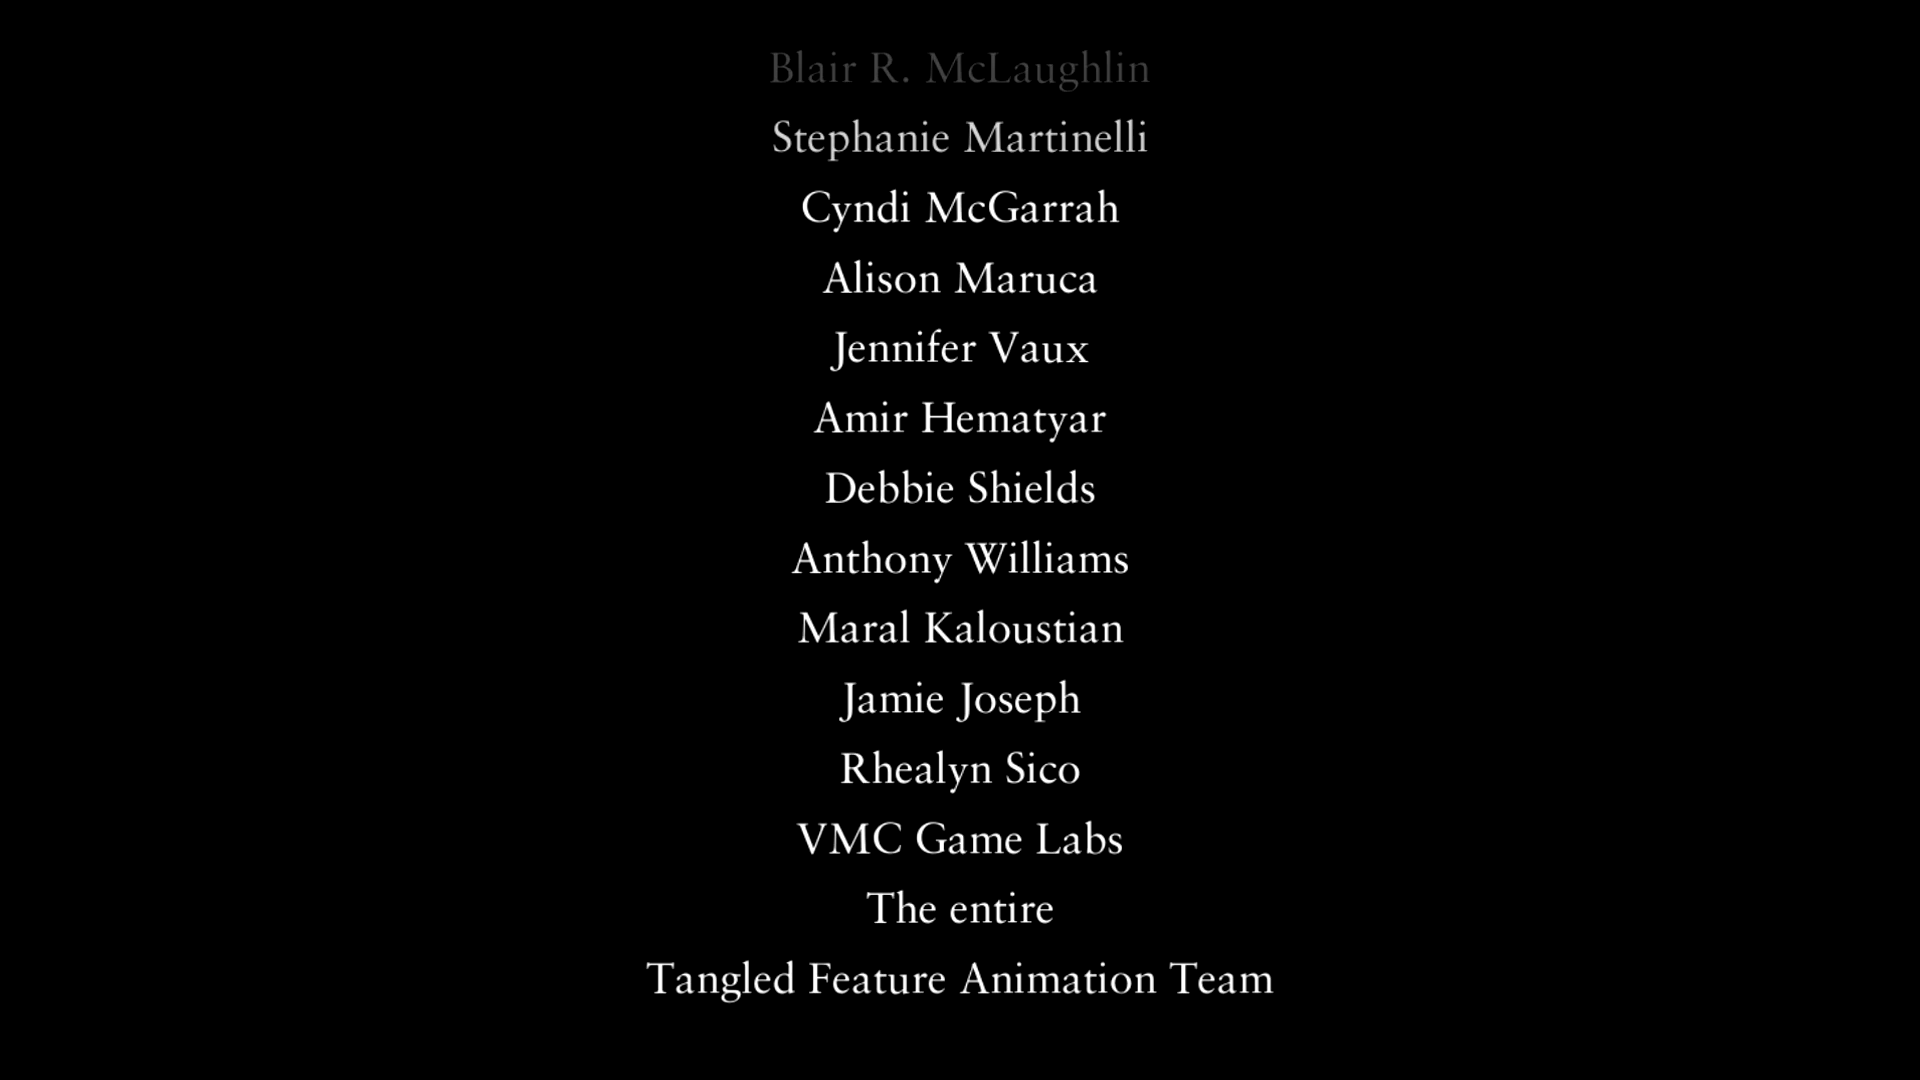 Blair R. McLaughlin
Stephanie Martinelli
Cyndi McGarrah
Alison Maruca
Jennifer Vaux
Amir Hematyar
Debbie Shields
Anthony Williams
Maral Kaloustian
Jamie Joseph
Rhealyn Sico
VMC Game Labs
The entire
Tangled Feature Animation Team